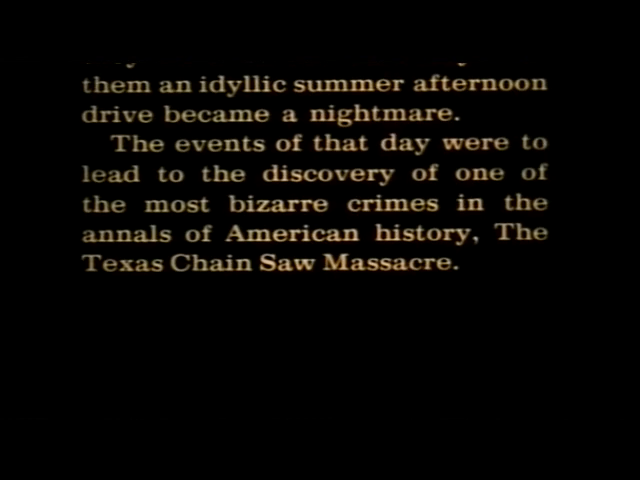 them an idyllic summer afternoon
drive became a nightmare.
The events of that day were to
lead to the discovery of one of
the most bizarre crimes in the
annals of American history, The
Texas Chain Saw Massacre.